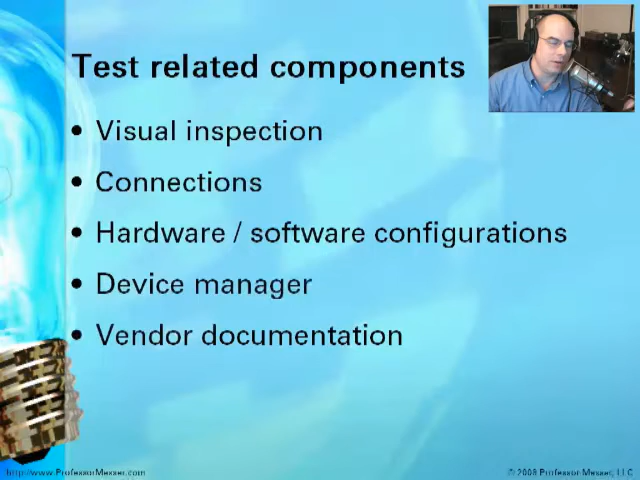 Test related components
• Visual inspection
• Connections
• Hardware / software configurations
• Device manager
• Vendor documentation
http://www.ProfessorMesser.com
© 2008 Professor Messer, LLC